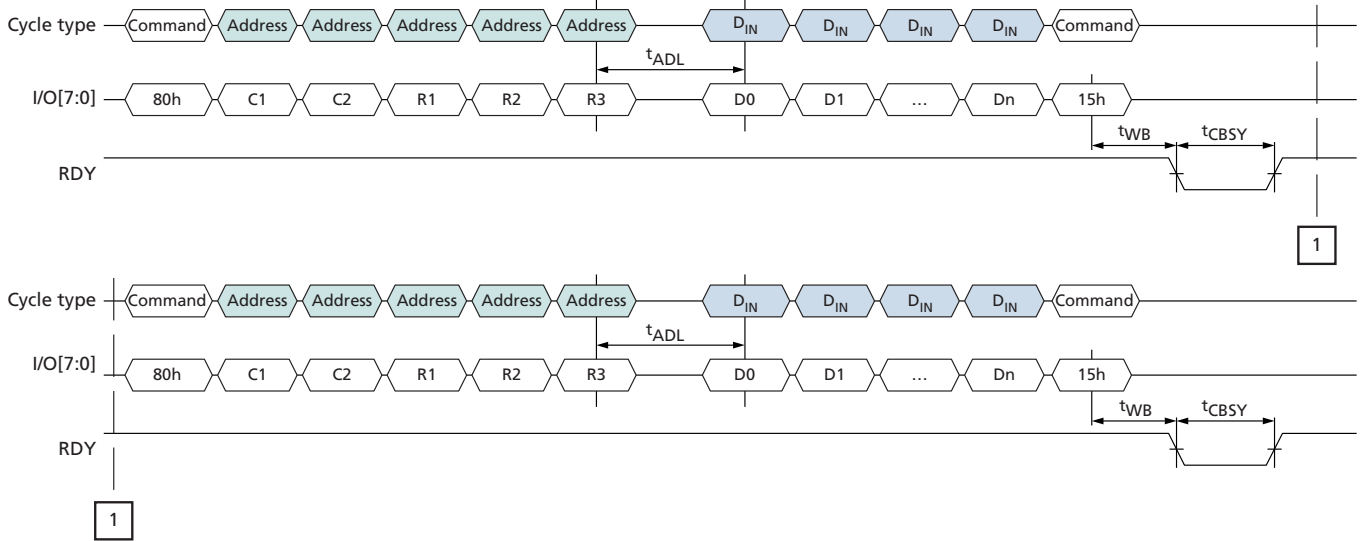 Cycle type Command Address Address Address Address Address DIN DIN DIN DIN Command
tADL
I/O[7:0] 80h C1 C2 R1 R2 R3 D0 D1 … Dn 15h
tWB tCBSY
RDY
1
Cycle type Command Address Address Address Address Address DIN DIN DIN DIN Command
tADL
I/O[7:0] 80h C1 C2 R1 R2 R3 D0 D1 … Dn 15h
tWB tCBSY
RDY
1